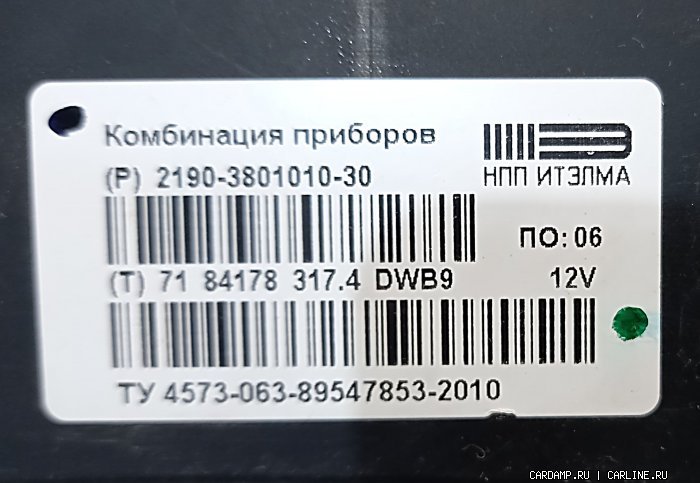 Комбинация приборов
(P) 2190-3801010-30
НПП ИТЭЛМА
ПО: 06
(T) 71 84178 317.4 DWB9
12V
ТУ 4573-063-89547853-2010
CARDAMP.RU | CARLINE.RU